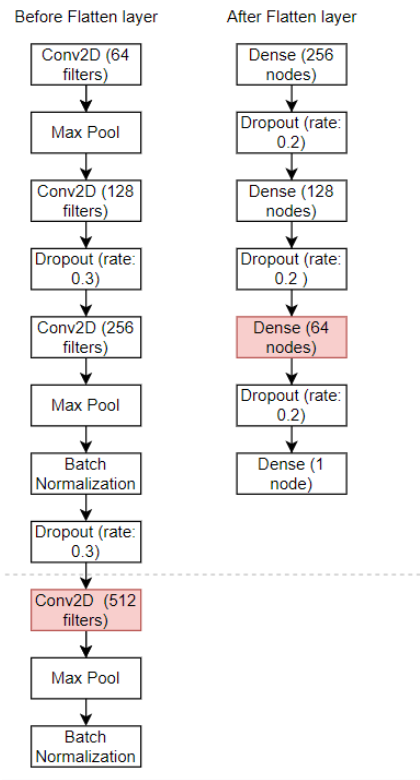 Before Flatten layer
Conv2D (64
filters)
Max Pool
Conv2D (128
filters)
Dropout (rate:
0.3)
Conv2D (256
filters)
Max Pool
Batch
Normalization
Dropout (rate:
0.3)
Conv2D (512
filters)
Max Pool
Batch
Normalization
After Flatten layer
Dense (256
nodes)
Dropout (rate:
0.2)
Dense (128
nodes)
Dropout (rate:
0.2 )
Dense (64
nodes)
Dropout (rate:
0.2)
Dense (1
node)